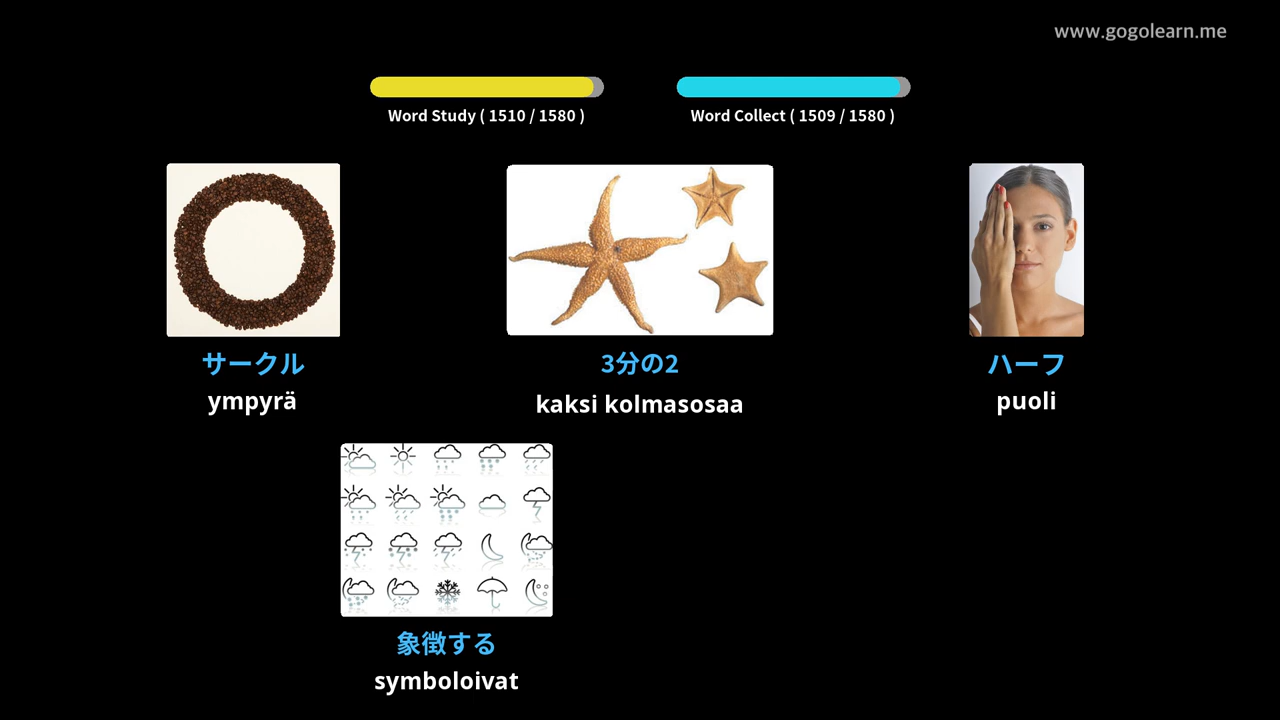 www.gogolearn.me
Word Study ( 1510 / 1580 )
Word Collect ( 1509 / 1580 )
サークル
ympyrä
3分の2
kaksi kolmasosaa
ハーフ
puoli
象徴する
symboloivat